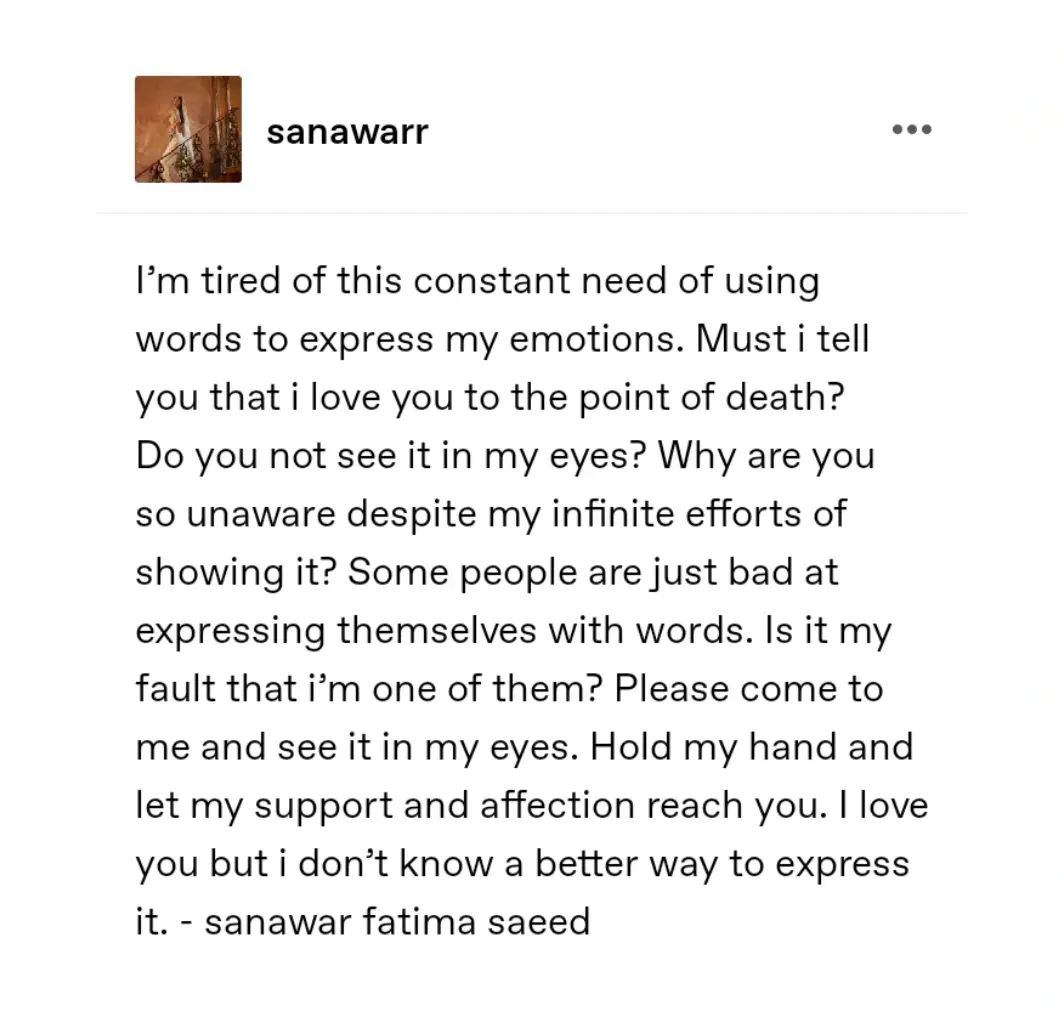 sanawarr
I’m tired of this constant need of using
words to express my emotions. Must i tell
you that i love you to the point of death?
Do you not see it in my eyes? Why are you
so unaware despite my infinite efforts of
showing it? Some people are just bad at
expressing themselves with words. Is it my
fault that i’m one of them? Please come to
me and see it in my eyes. Hold my hand and
let my support and affection reach you. I love
you but i don’t know a better way to express
it. - sanawar fatima saeed